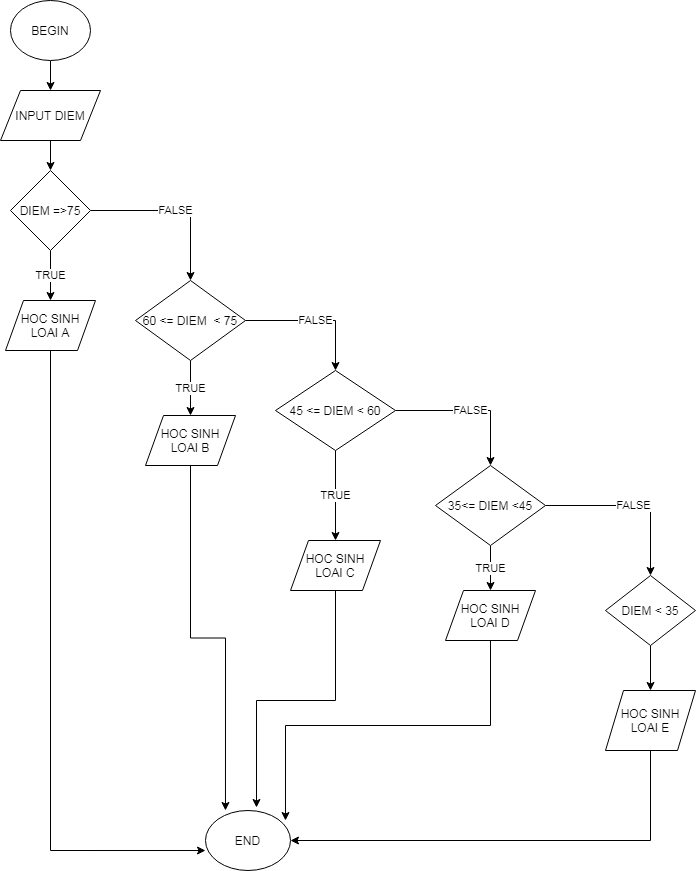 BEGIN
INPUT DIEM
DIEM =>75
FALSE
TRUE
HOC SINH
LOAI A
60 <= DIEM < 75
FALSE
TRUE
HOC SINH
LOAI B
45 <= DIEM < 60
FALSE
TRUE
HOC SINH
LOAI C
35<= DIEM <45
FALSE
TRUE
HOC SINH
LOAI D
DIEM < 35
HOC SINH
LOAI E
END